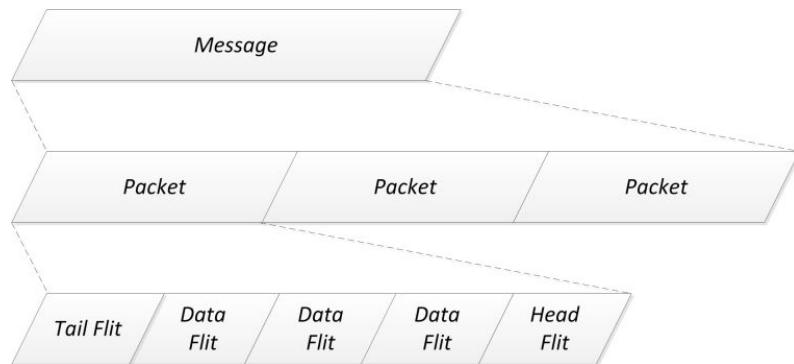 Message
Packet
Packet
Packet
Tail Flit
Data
Flit
Data
Flit
Data
Flit
Head
Flit